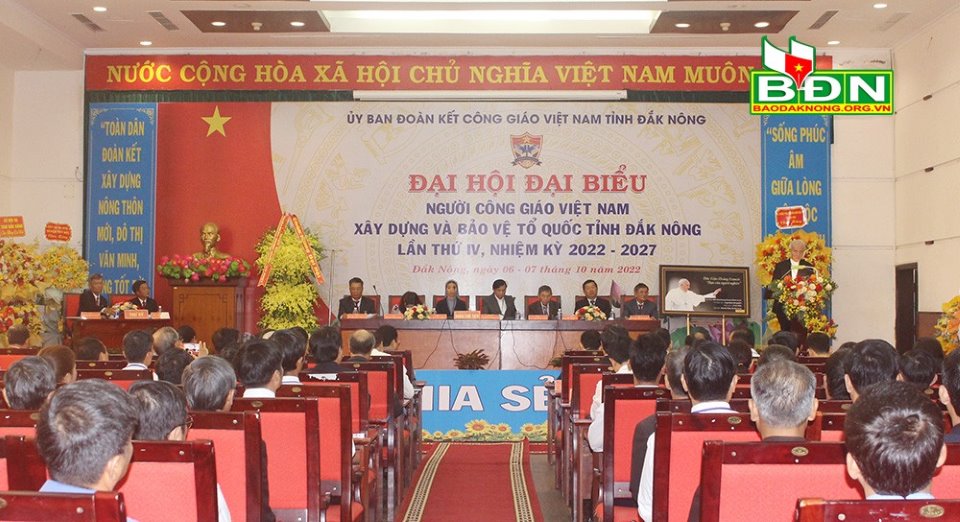 NƯỚC CỘNG HÒA XÃ HỘI CHỦ NGHĨA VIỆT NAM MUÔN
BĐN
BAODAKNONG.ORG.VN
"TOÀN DÂN
ĐOÀN KẾT
XÂY DỰNG
NÔNG THÔN
MỚI, ĐÔ THỊ
VĂN MINH,
ỦY BAN ĐOÀN KẾT CÔNG GIÁO VIỆT NAM TỈNH ĐẮK NÔNG
ĐẠI HỘI ĐẠI BIỂU
NGƯỜI CÔNG GIÁO VIỆT NAM
XÂY DỰNG VÀ BẢO VỆ TỔ QUỐC TỈNH ĐẮK NÔNG
LẦN THỨ IV, NHIỆM KỲ 2022 - 2027
Đắk Nông, ngày 06 - 07 tháng 10 năm 2022
"SỐNG PHÚC
ÂM
GIỮA LÒNG
HIA SẺ